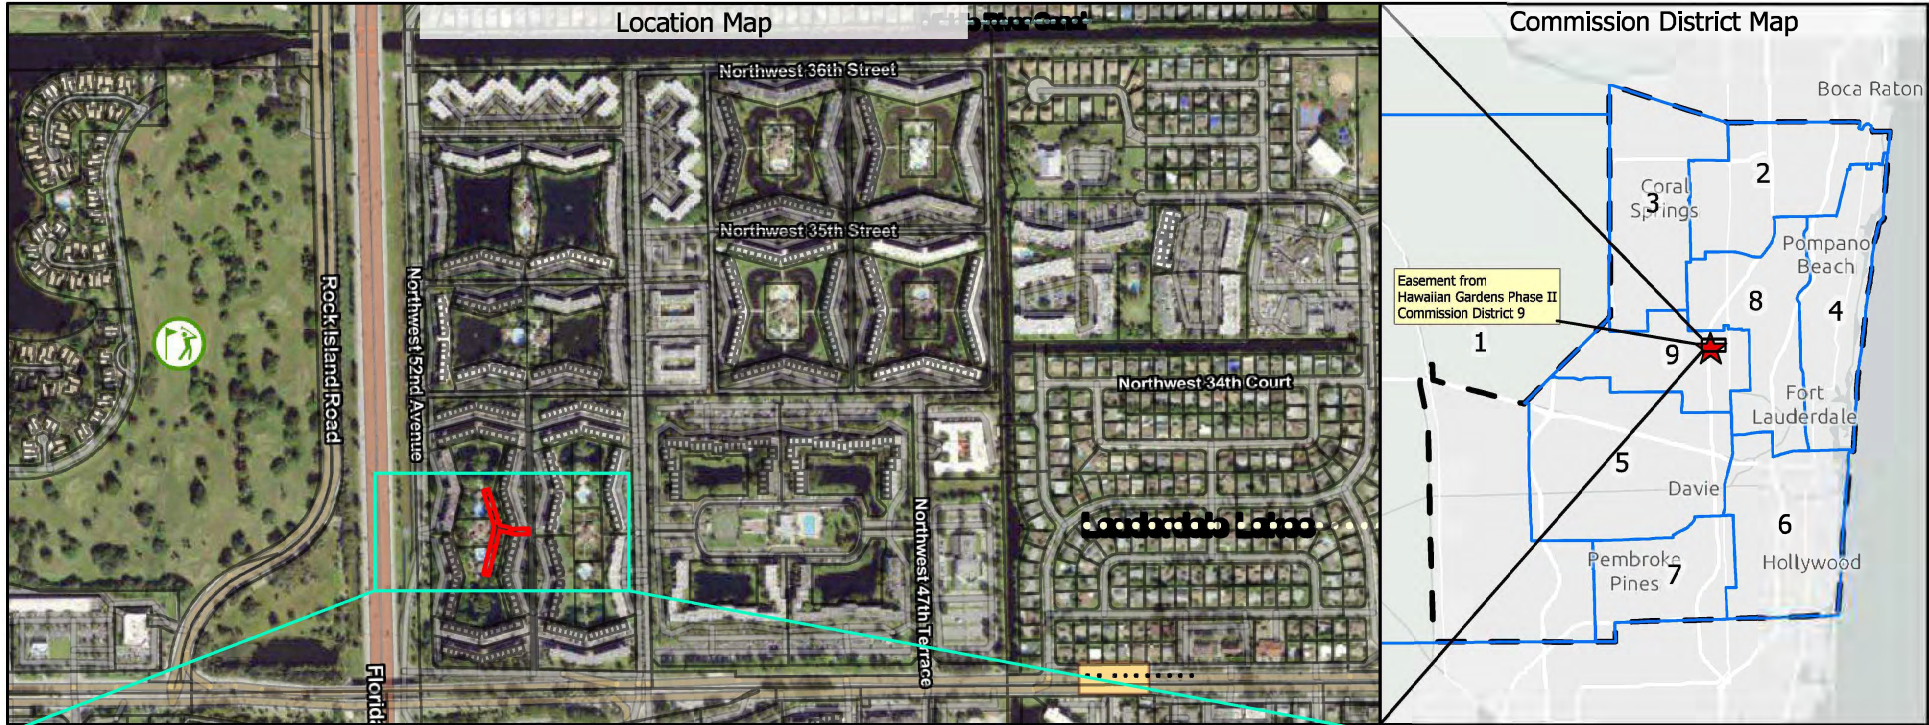 Location Map
Northwest 36th Street
Northwest 35th Street
Rock Island Road
Northwest 52nd Avenue
Northwest 34th Court
Northwest 47th Terrace
Florid
Commission District Map
Boca Raton
2
Coral
Springs
3
Pompano
Beach
Easement from
Hawaiian Gardens Phase II
Commission District 9
8
4
1
9
Fort
Lauderdale
5
Davie
6
Pembroke
Pines
7
Hollywood